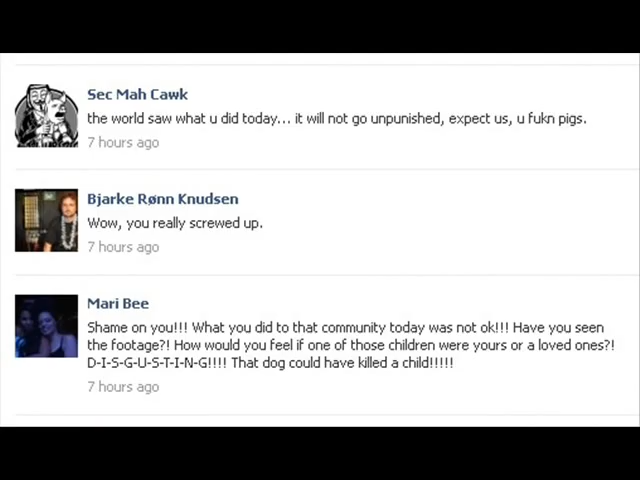 Sec Mah Cawk
the world saw what u did today... it will not go unpunished, expect us, u fukn pigs.
7 hours ago
Bjarke Rønn Knudsen
Wow, you really screwed up.
7 hours ago
Mari Bee
Shame on you!!! What you did to that community today was not ok!!! Have you seen
the footage?! How would you feel if one of those children were yours or a loved ones?!
D-I-S-G-U-S-T-I-N-G!!!! That dog could have killed a child!!!!!
7 hours ago